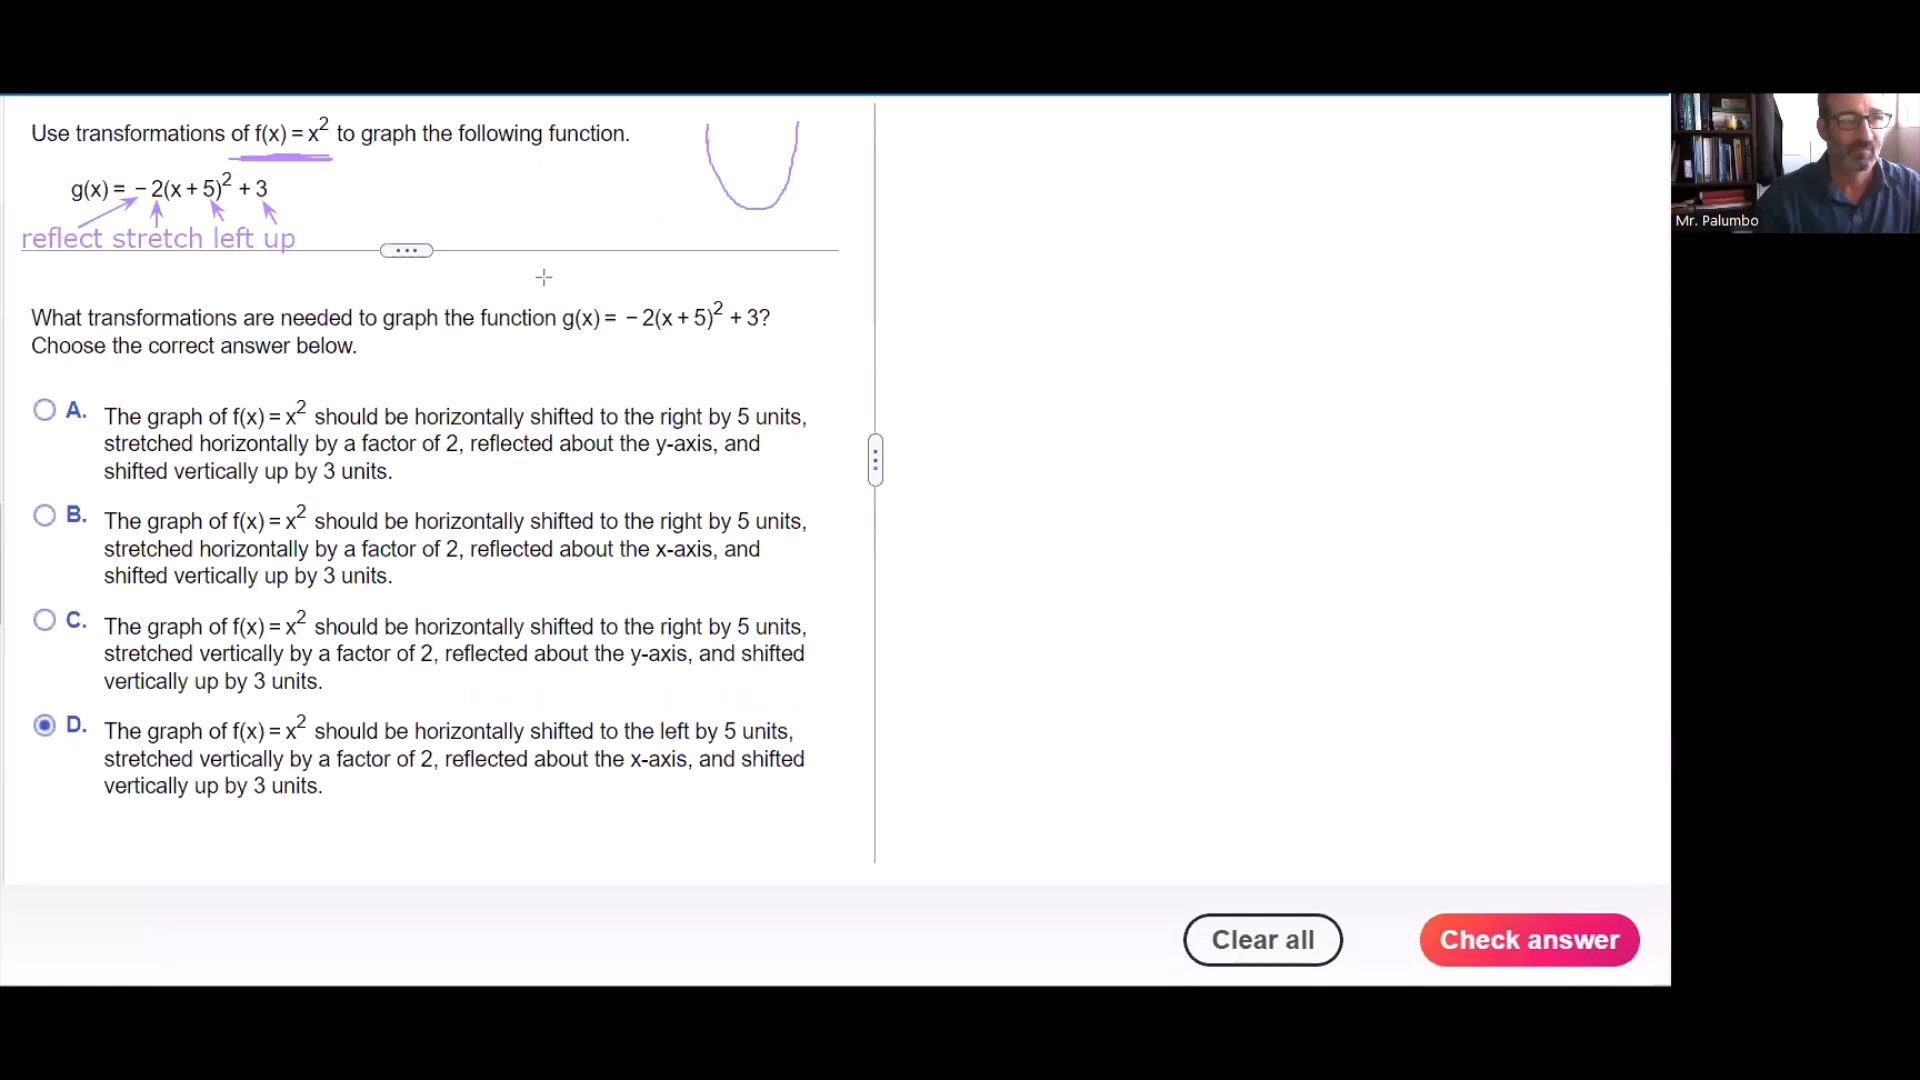 Use transformations of f(x) = x² to graph the following function.
g(x) = − 2(x + 5)² + 3
reflect stretch left up
What transformations are needed to graph the function g(x) = − 2(x + 5)² + 3?
Choose the correct answer below.
A. The graph of f(x) = x² should be horizontally shifted to the right by 5 units,
stretched horizontally by a factor of 2, reflected about the y-axis, and
shifted vertically up by 3 units.
B. The graph of f(x) = x² should be horizontally shifted to the right by 5 units,
stretched horizontally by a factor of 2, reflected about the x-axis, and
shifted vertically up by 3 units.
C. The graph of f(x) = x² should be horizontally shifted to the right by 5 units,
stretched vertically by a factor of 2, reflected about the y-axis, and shifted
vertically up by 3 units.
D. The graph of f(x) = x² should be horizontally shifted to the left by 5 units,
stretched vertically by a factor of 2, reflected about the x-axis, and shifted
vertically up by 3 units.
Clear all
Check answer
Mr. Palumbo